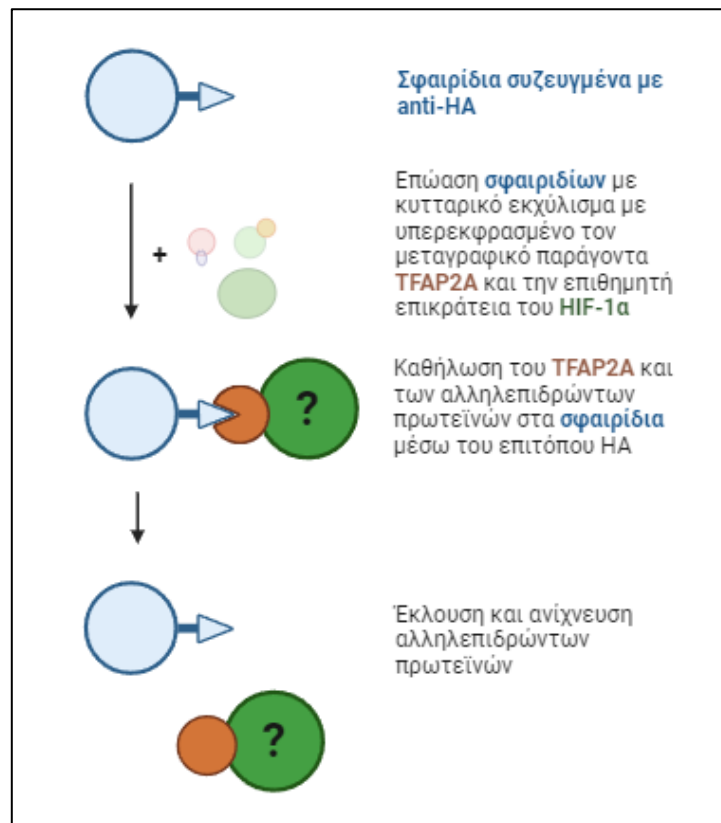 Σφαιρίδια συζευγμένα με
anti-HA
Επώαση σφαιριδίων με
+
κυτταρικό εκχύλισμα με
υπερεκφρασμένο τον
μεταγραφικό παράγοντα
TFAP2A και την επιθημητή
επικράτεια του HIF-1α
Καθήλωση του TFAP2A και
των αλληλεπιδρώντων
?
πρωτεϊνών στα σφαιρίδια
μέσω του επιτόπου HA
Έκλουση και ανίχνευση
αλληλεπιδρώντων
πρωτεϊνών
?